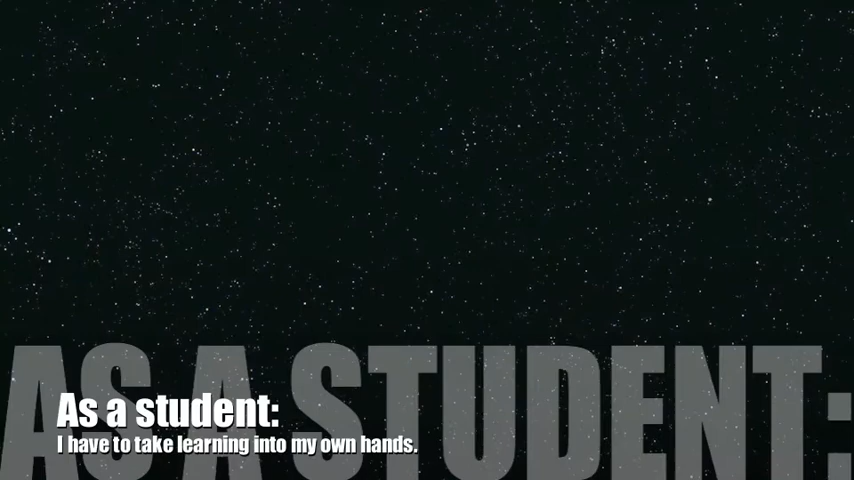 AS A STUDENT:
As a student:
I have to take learning into my own hands.